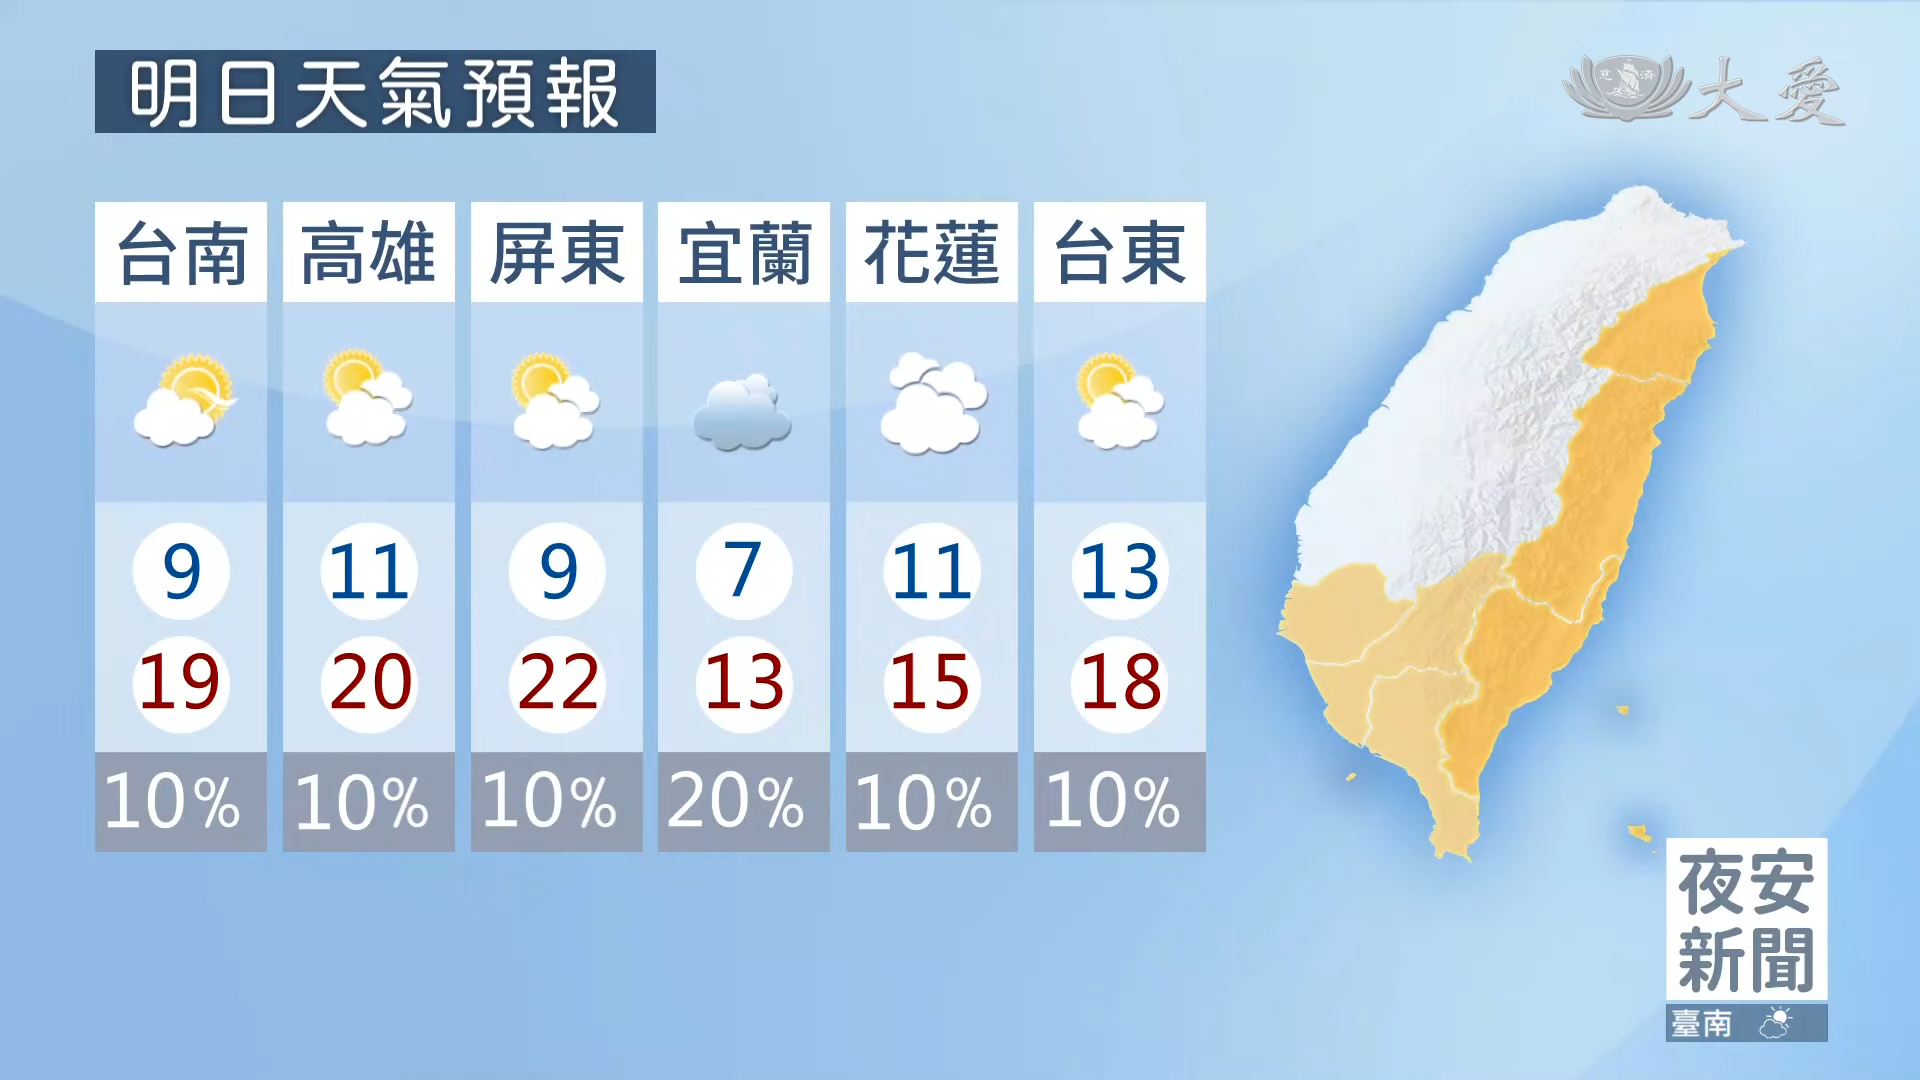 明日天氣預報
慈濟
大愛
台南 高雄 屏東 宜蘭 花蓮 台東
9 11 9 7 11 13
19 20 22 13 15 18
10% 10% 10% 20% 10% 10%
夜安
新聞
臺南